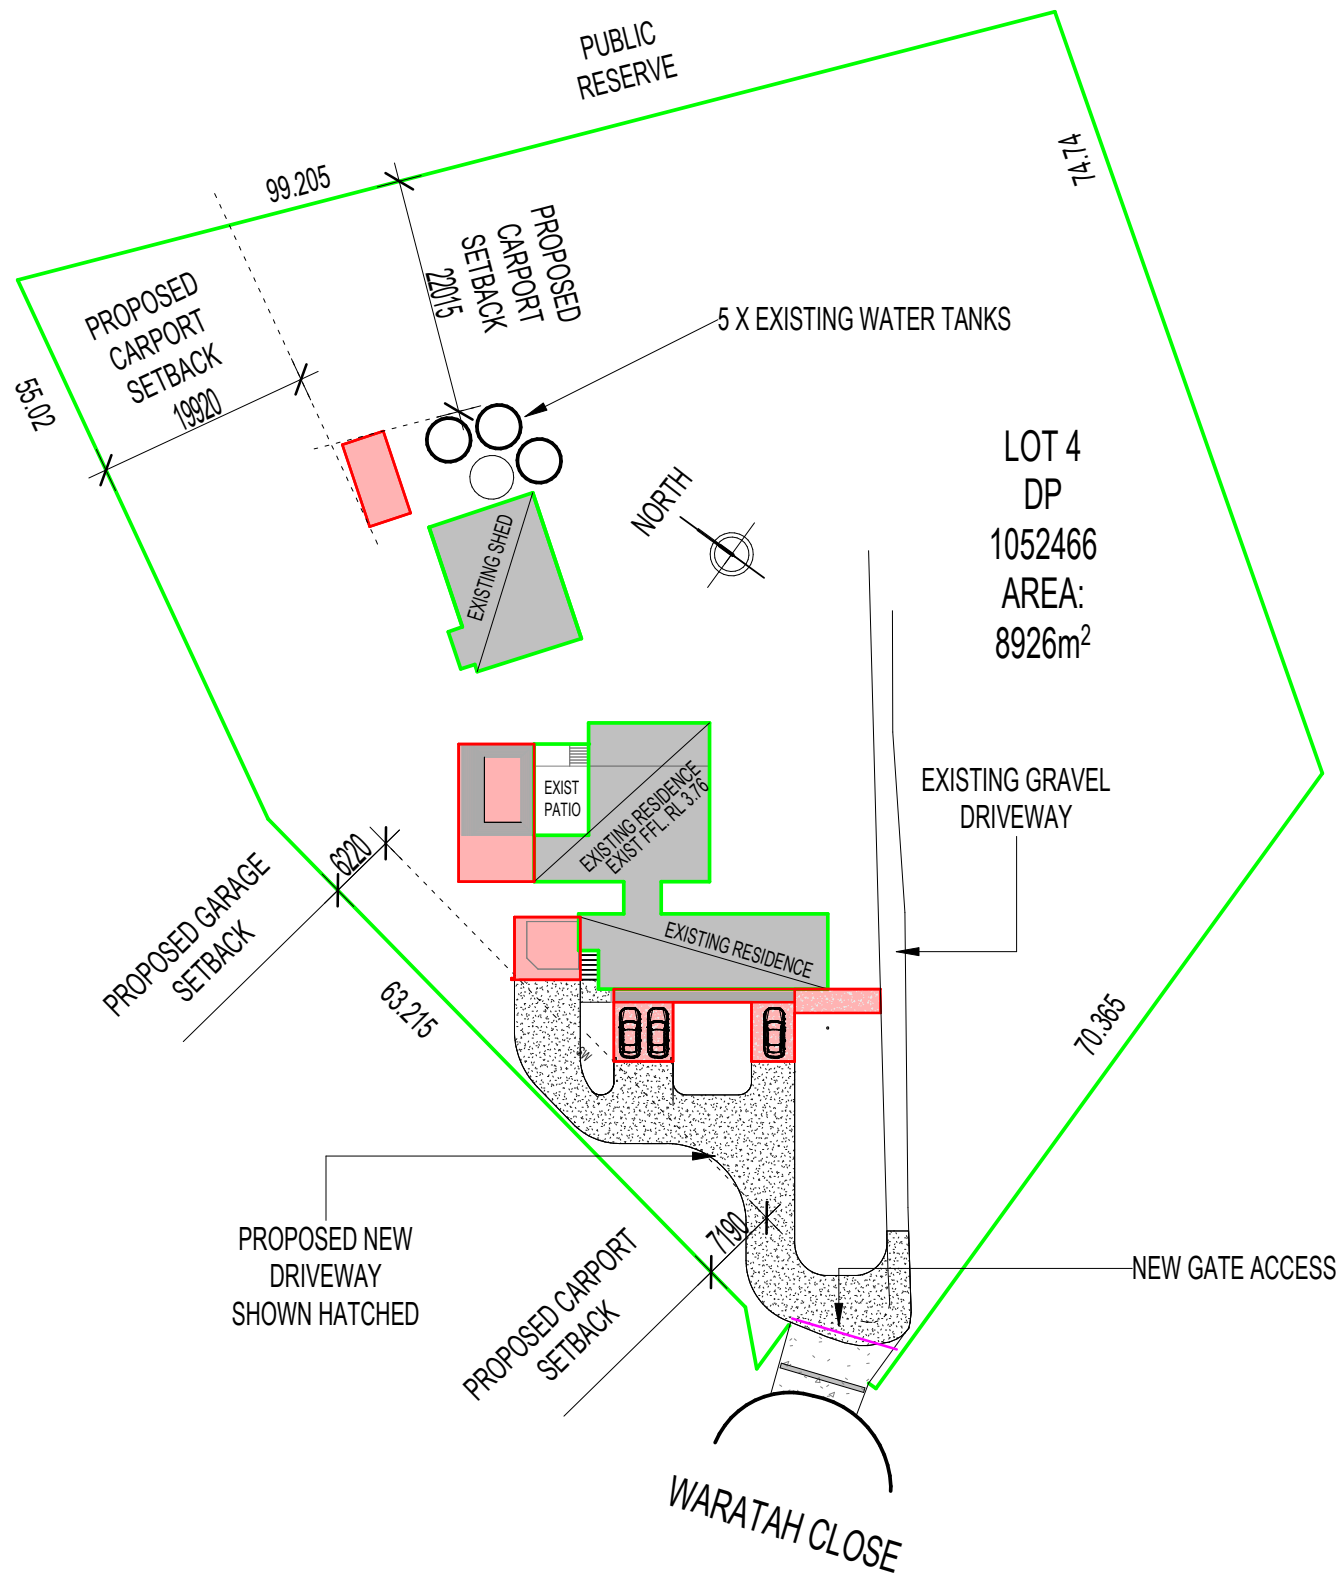 PUBLIC
RESERVE
74.74
99.205
PROPOSED
CARPORT
SETBACK
22015
PROPOSED
CARPORT
SETBACK
19920
5 X EXISTING WATER TANKS
55.02
LOT 4
DP
1052466
AREA:
8926m²
NORTH
EXISTING SHED
EXIST
PATIO
EXISTING RESIDENCE
EXIST FFL. RL 3.76
EXISTING GRAVEL
DRIVEWAY
6220
PROPOSED GARAGE
SETBACK
EXISTING RESIDENCE
63.215
70.365
SW
PROPOSED NEW
DRIVEWAY
SHOWN HATCHED
7190
PROPOSED CARPORT
SETBACK
NEW GATE ACCESS
WARATAH CLOSE